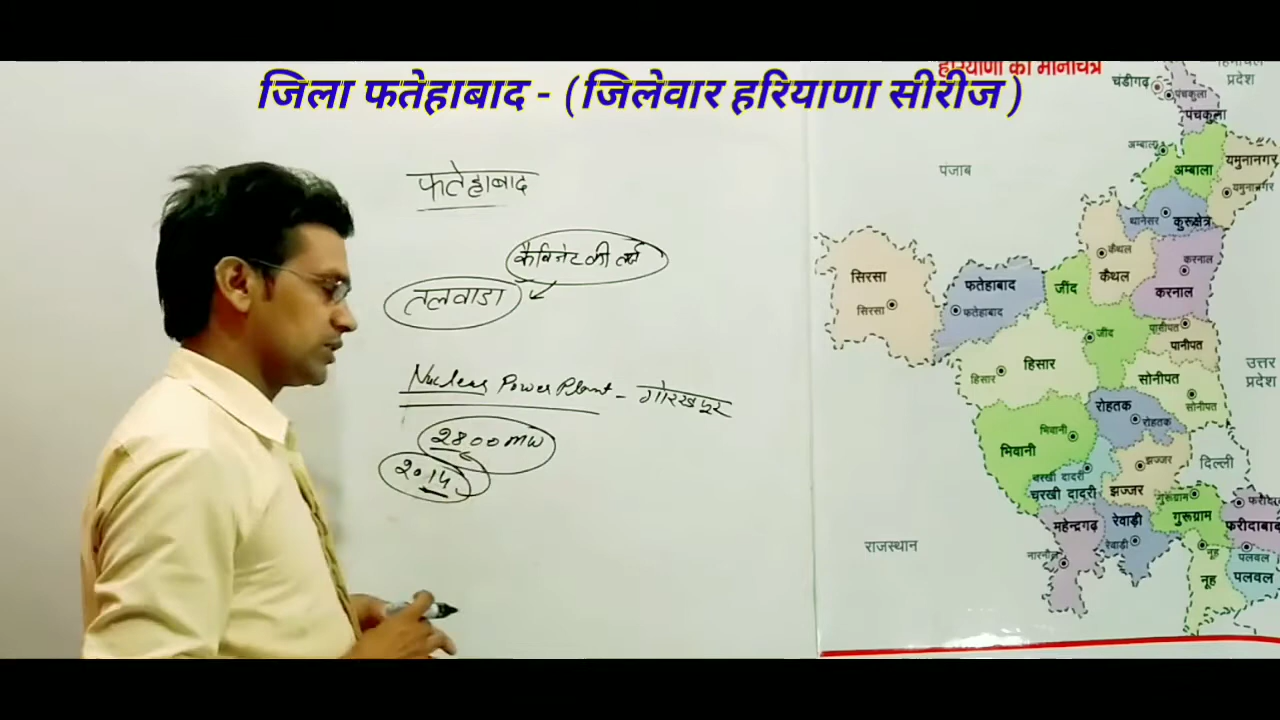 जिला फतेहाबाद - ( जिलेवार हरियाणा सीरीज )
फतेहाबाद
कैबिनेट की
तलवाडा
Nuclear Power Plant - गोरखपूर
2800 MW
2014
हरियाणा का मानचित्र
हिमाचल
प्रदेश
चंडीगढ़
पंचकुला
पंचकुला
पंजाब
अम्बाला
अम्बाला
यमुनानगर
यमुनानगर
थानेसर
कुरूक्षेत्र
कैथल
कैथल
करनाल
करनाल
सिरसा
सिरसा
फतेहाबाद
फतेहाबाद
जींद
जींद
पानीपत
पानीपत
हिसार
हिसार
सोनीपत
सोनीपत
उत्तर
प्रदेश
रोहतक
रोहतक
भिवानी
भिवानी
चरखी दादरी
चरखी दादरी
झज्जर
झज्जर
दिल्ली
गुरूग्राम
गुरूग्राम
फरीदाबाद
महेन्द्रगढ़
नारनौल
रेवाड़ी
रेवाड़ी
राजस्थान
नूह
नूह
पलवल
पलवल